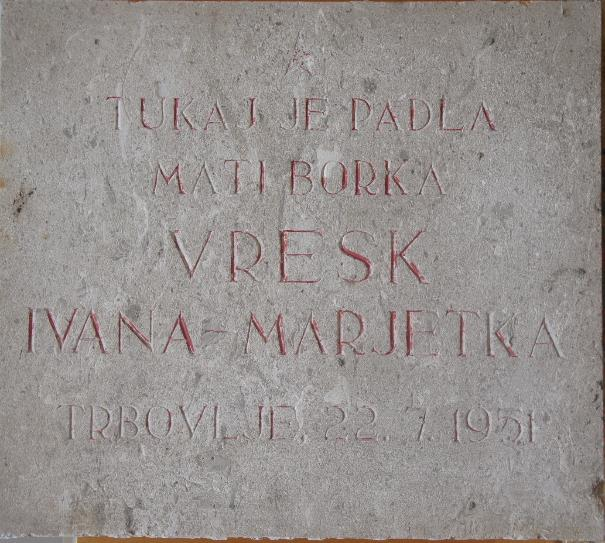 TUKAJ JE PADLA
MATI BORKA
VRESK
IVANA-MARJETKA
TRBOVLJE, 22. 7. 1951